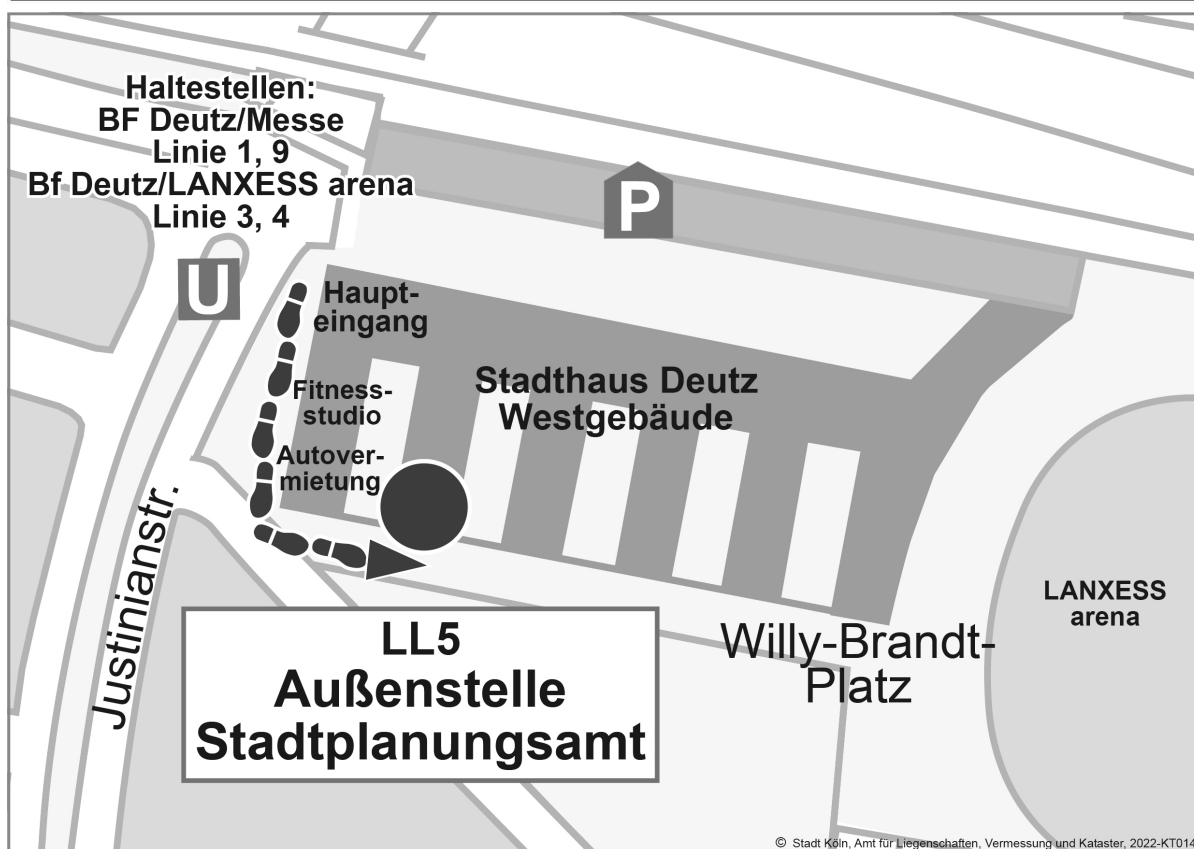 Haltestellen:
BF Deutz/Messe
Linie 1, 9
Bf Deutz/LANXESS arena
Linie 3, 4
P
U
Haupt-
eingang
Fitness-
studio
Autover-
mietung
Stadthaus Deutz
Westgebäude
LANXESS
arena
Justinianstr.
Willy-Brandt-
Platz
LL5
Außenstelle
Stadtplanungsamt
© Stadt Köln, Amt für Liegenschaften, Vermessung und Kataster, 2022-KT014